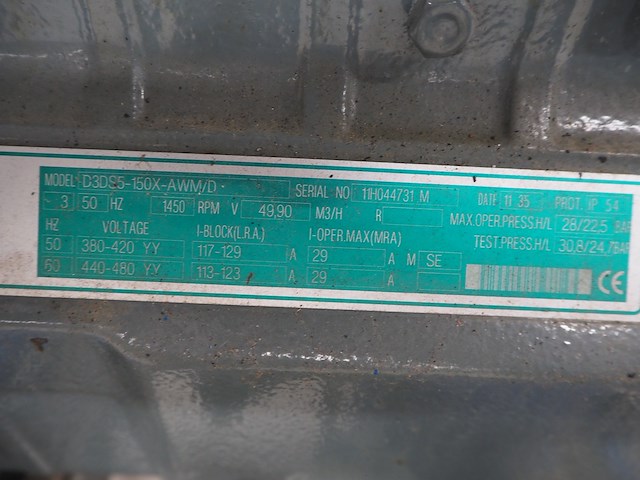 MODEL D3DS5-150X-AWM/D SERIAL NO 11H044731 M DATE 11 35 PROT. IP 54
3 50 HZ 1450 RPM V 49,90 M3/H R MAX.OPER.PRESS.H/L 28/22.5 BAR
HZ VOLTAGE I-BLOCK(L.R.A.) I-OPER.MAX(MRA) TEST.PRESS.H/L 30.8/24.7BAR
50 380-420 YY 117-129 A 29 A M SE
60 440-480 YY 113-123 A 29 A CE